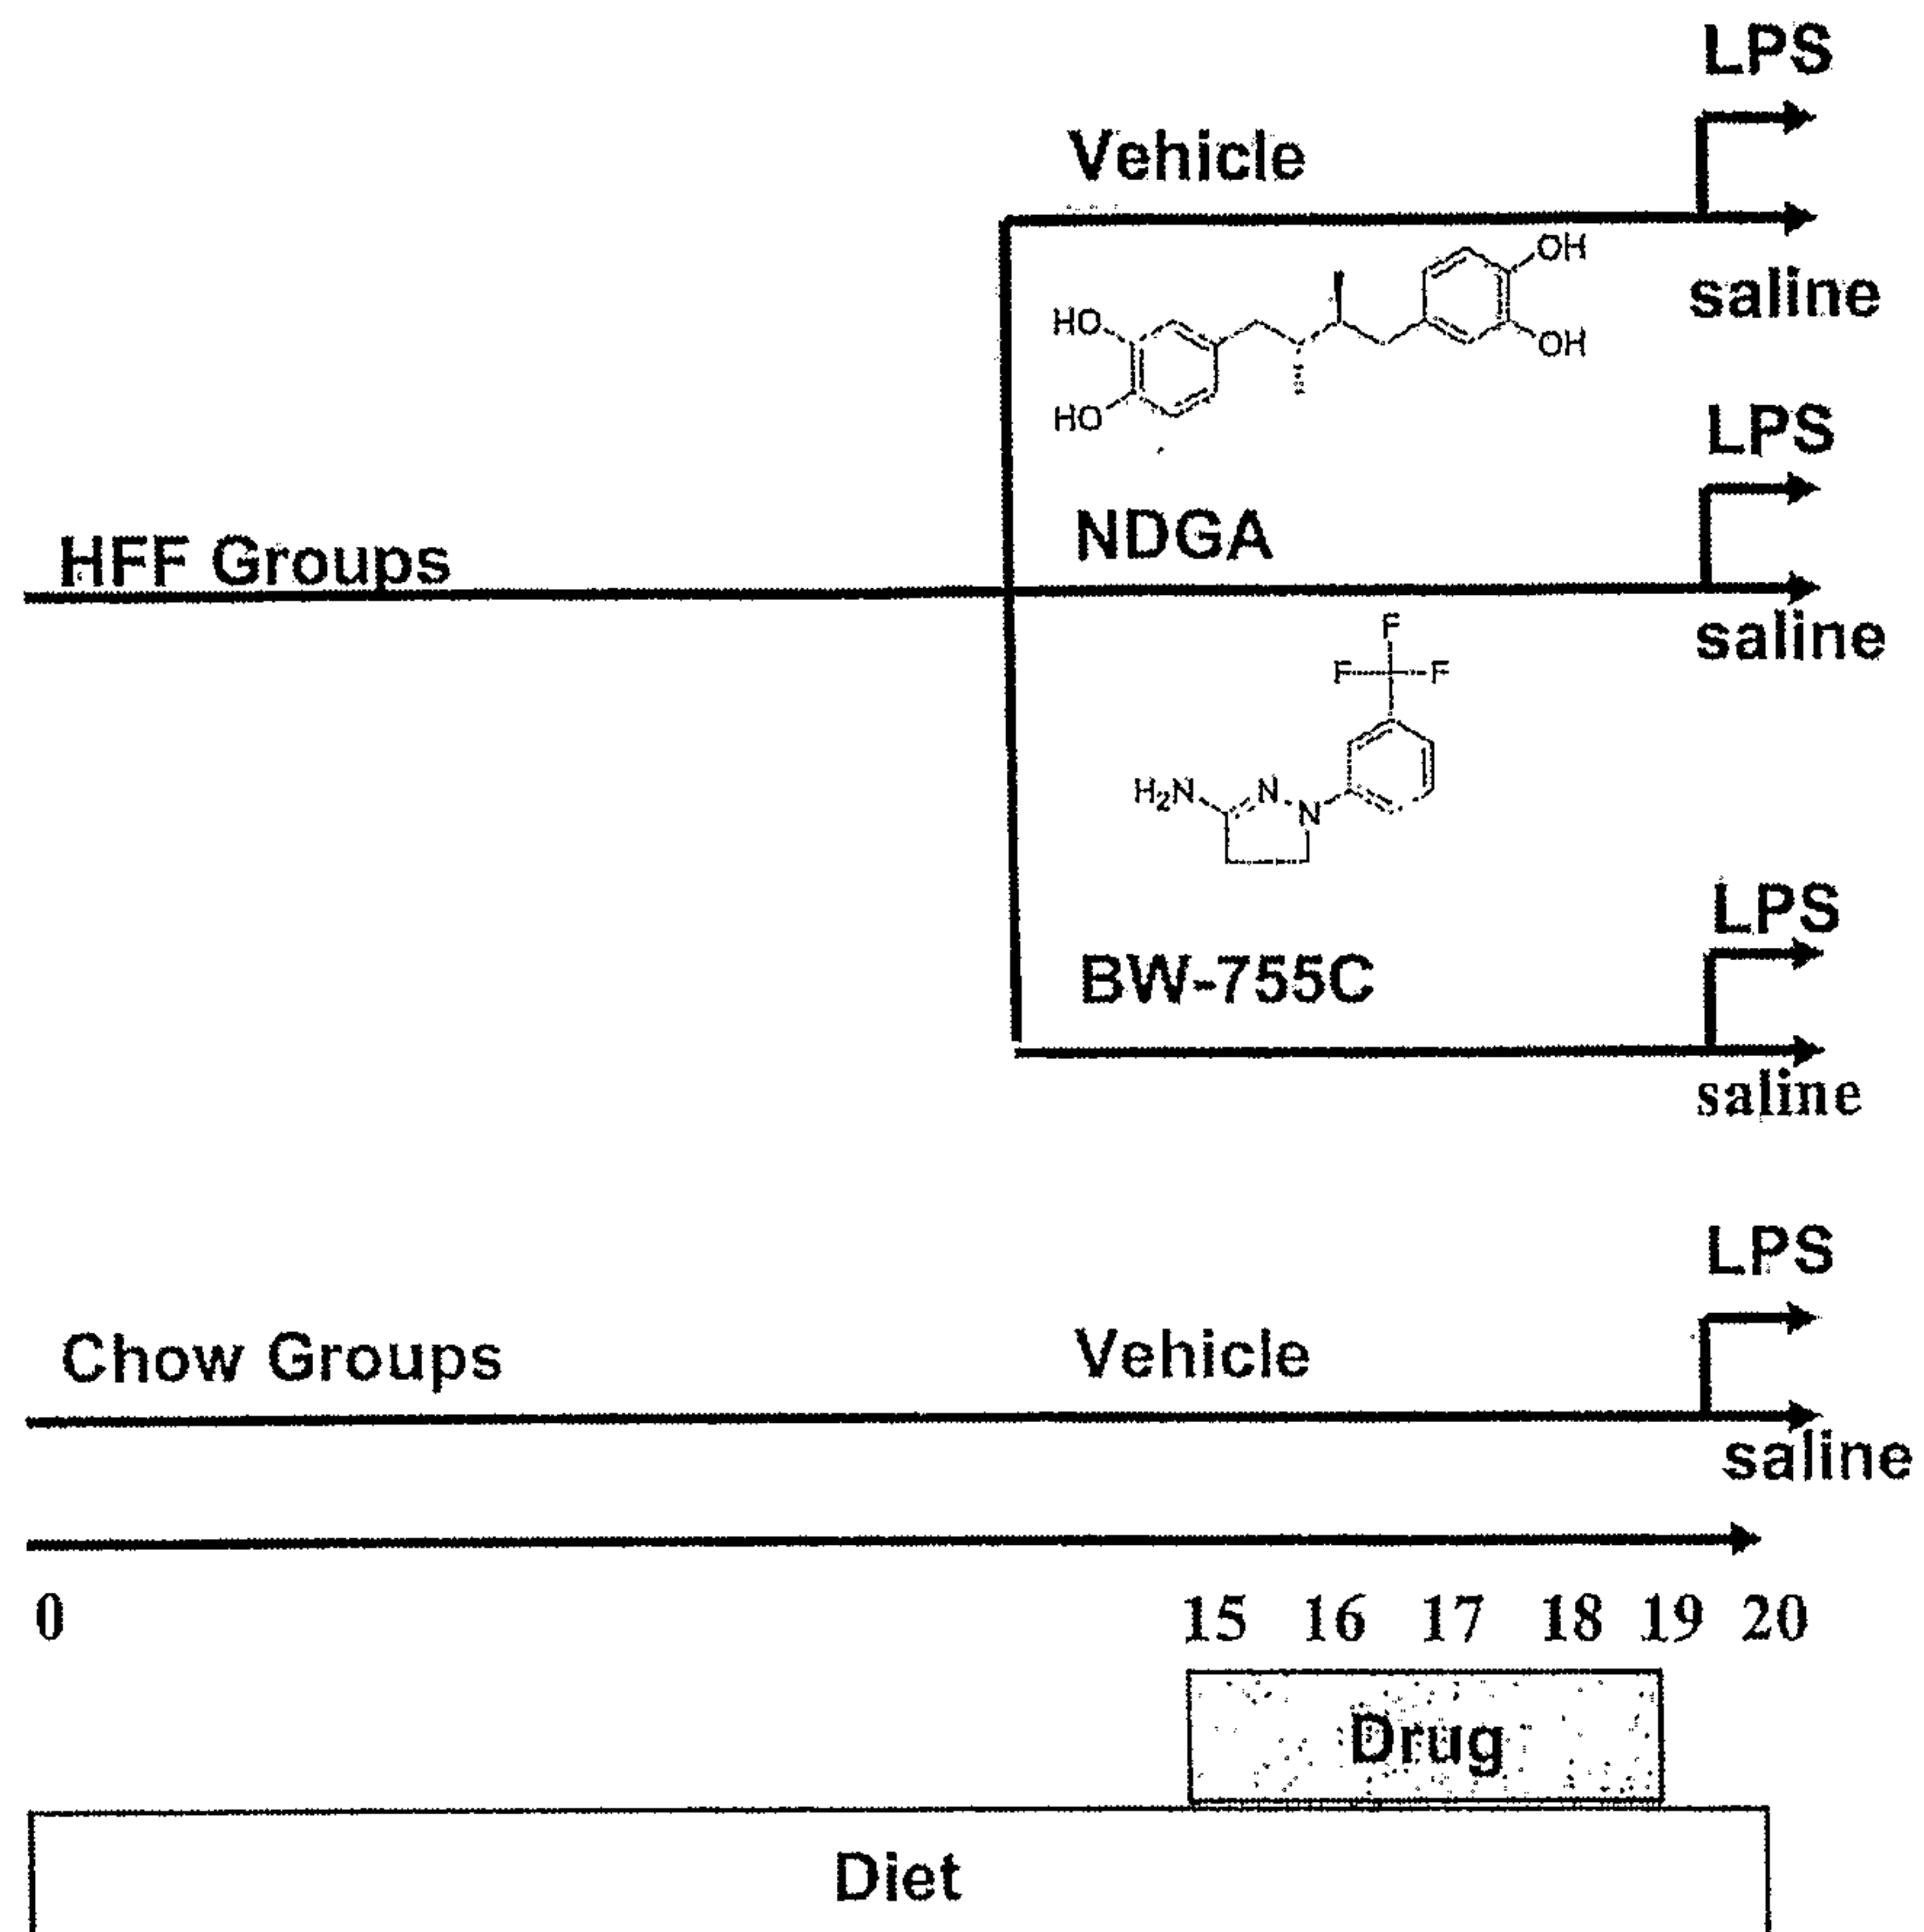 LPS
Vehicle
saline
OH
HO
OH
HO
LPS
NDGA
HFF Groups
saline
F
F F
H2N N N
LPS
BW-755C
saline
LPS
Chow Groups Vehicle
saline
0 15 16 17 18 19 20
Drug
Diet